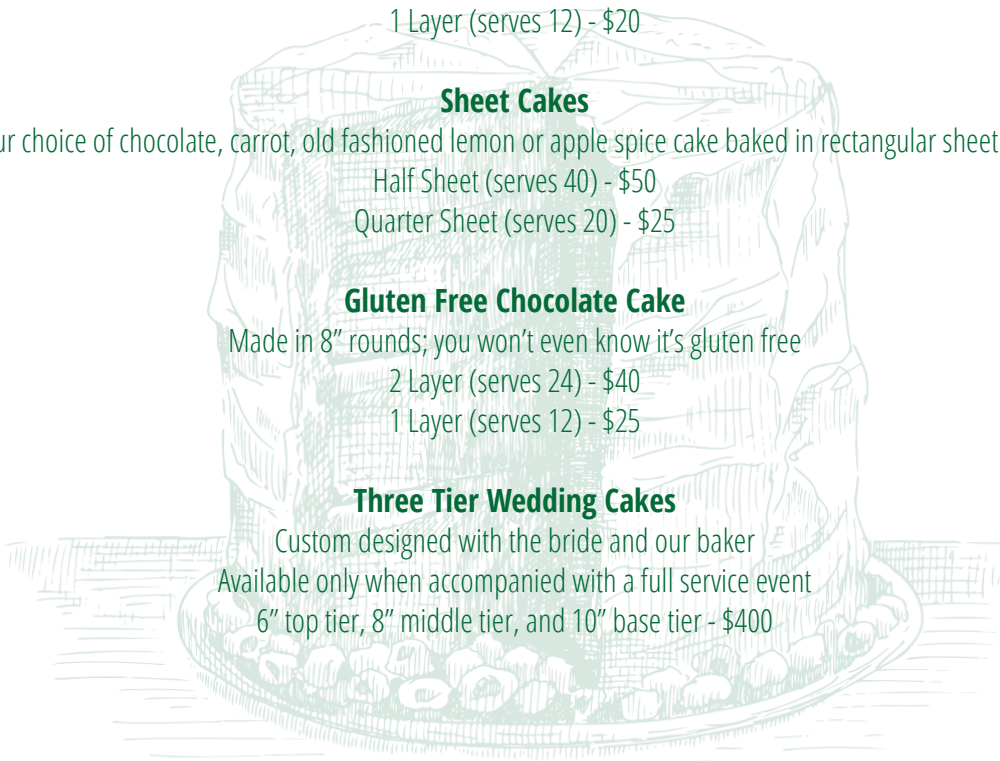 1 Layer (serves 12) - $20
Sheet Cakes
choice of chocolate, carrot, old fashioned lemon or apple spice cake baked in rectangular sheet
Half Sheet (serves 40) - $50
Quarter Sheet (serves 20) - $25
Gluten Free Chocolate Cake
Made in 8” rounds; you won’t even know it’s gluten free
2 Layer (serves 24) - $40
1 Layer (serves 12) - $25
Three Tier Wedding Cakes
Custom designed with the bride and our baker
Available only when accompanied with a full service event
6” top tier, 8” middle tier, and 10” base tier - $400